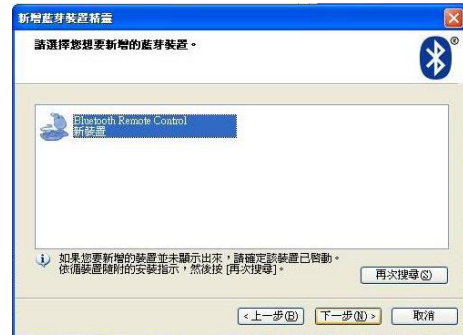 新增藍芽裝置精靈
請選擇您想要新增的藍芽裝置。
®
Bluetooth Remote Control
新裝置
如果您要新增的裝置並未顯示出來，請確定該裝置已啟動。
依循裝置隨附的安裝指示，然後按 [再次搜尋]。
再次搜尋(S)
<上一步(B)
下一步(N)>
取消